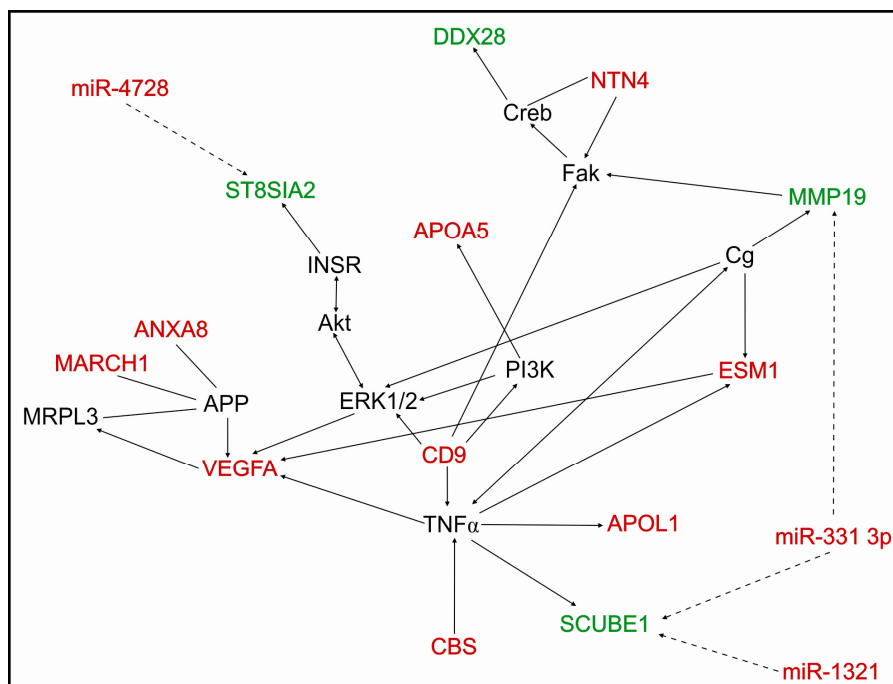 DDX28
miR-4728
NTN4
Creb
Fak
ST8SIA2
MMP19
APOA5
Cg
INSR
Akt
ANXA8
MARCH1
PI3K
ESM1
APP
ERK1/2
MRPL3
CD9
VEGFA
TNFα
APOL1
miR-331 3p
SCUBE1
CBS
miR-1321